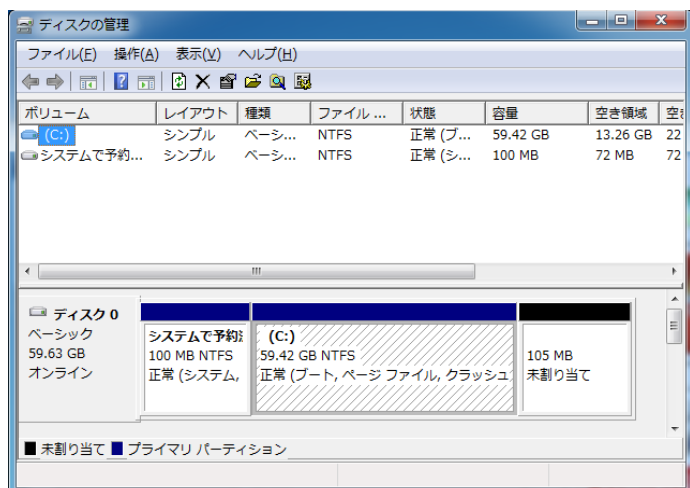 ディスクの管理
ファイル(F) 操作(A) 表示(V) ヘルプ(H)
ボリューム レイアウト 種類 ファイル ... 状態 容量 空き領域 空き
(C:) シンプル ベーシ... NTFS 正常 (ブ... 59.42 GB 13.26 GB 22
システムで予約... シンプル ベーシ... NTFS 正常 (シ... 100 MB 72 MB 72
ディスク 0
ベーシック
59.63 GB
オンライン
システムで予約済
100 MB NTFS
正常 (システム,
(C:)
59.42 GB NTFS
正常 (ブート, ページ ファイル, クラッシュ
105 MB
未割り当て
未割り当て プライマリ パーティション